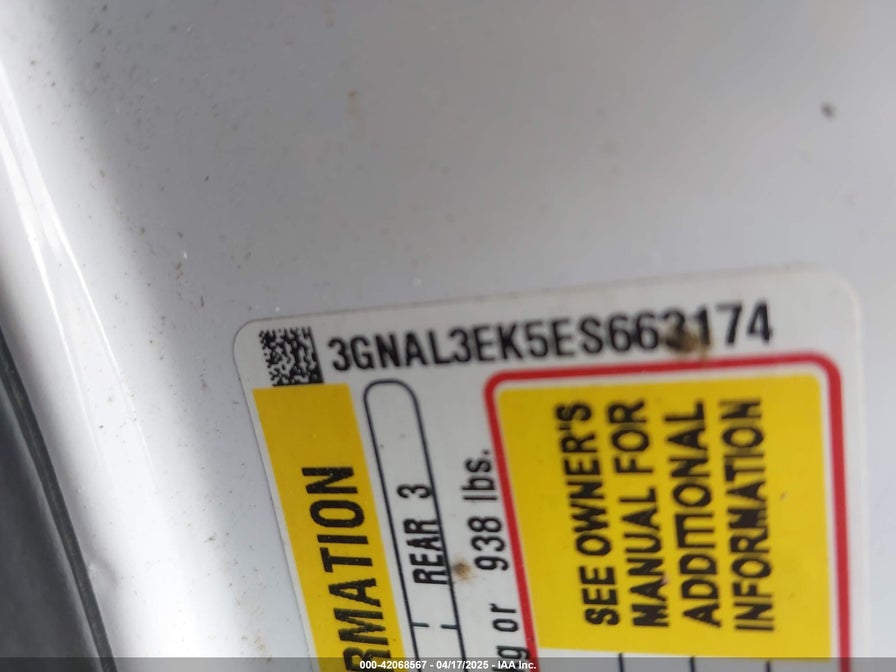 3GNAL3EK5ES663174
RMATION
REAR 3
g or 938 lbs.
SEE OWNER'S
MANUAL FOR
ADDITIONAL
INFORMATION
000-42068567 - 04/17/2025 - IAA Inc.